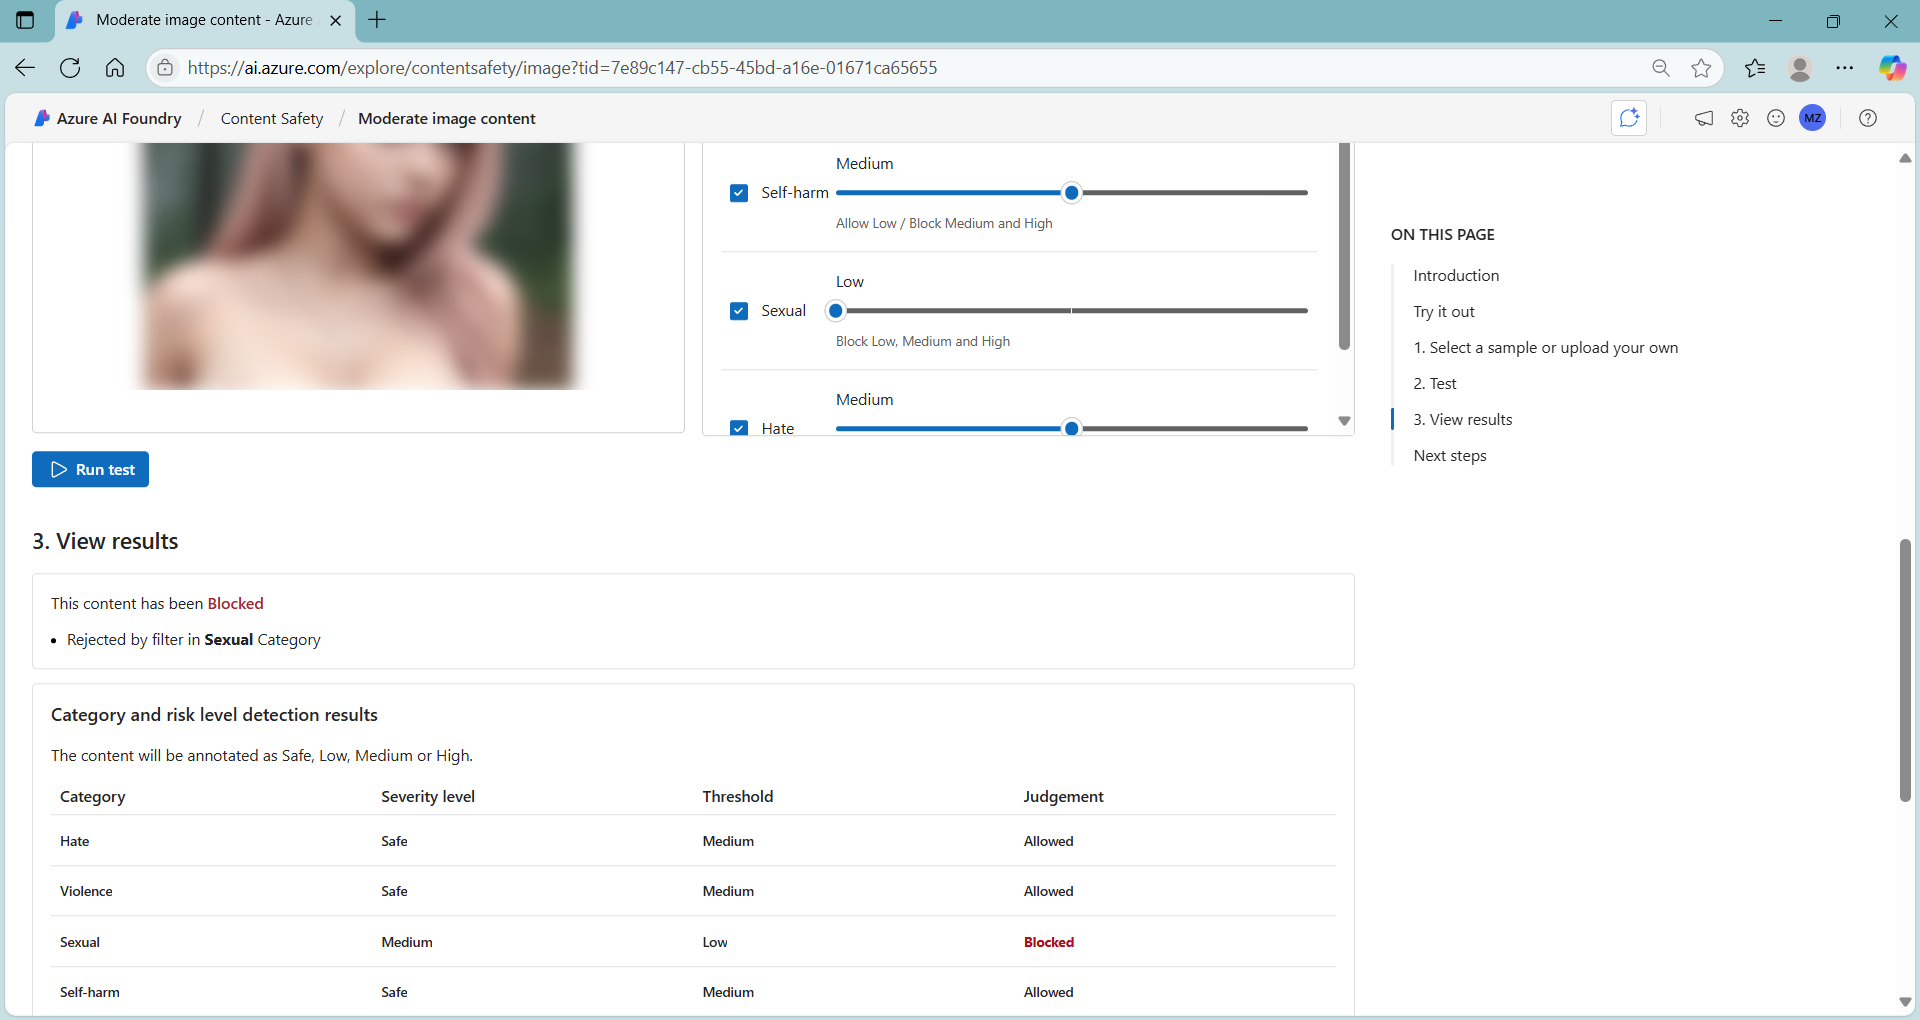 Moderate image content - Azure
https://ai.azure.com/explore/contentsafety/image?tid=7e89c147-cb55-45bd-a16e-01671ca65655
Azure AI Foundry / Content Safety / Moderate image content
MZ
Medium
Self-harm
Allow Low / Block Medium and High
Low
Sexual
Block Low, Medium and High
Medium
Hate
Run test
ON THIS PAGE
Introduction
Try it out
1. Select a sample or upload your own
2. Test
3. View results
Next steps
3. View results
This content has been Blocked
• Rejected by filter in Sexual Category
Category and risk level detection results
The content will be annotated as Safe, Low, Medium or High.
Category Severity level Threshold Judgement
Hate Safe Medium Allowed
Violence Safe Medium Allowed
Sexual Medium Low Blocked
Self-harm Safe Medium Allowed